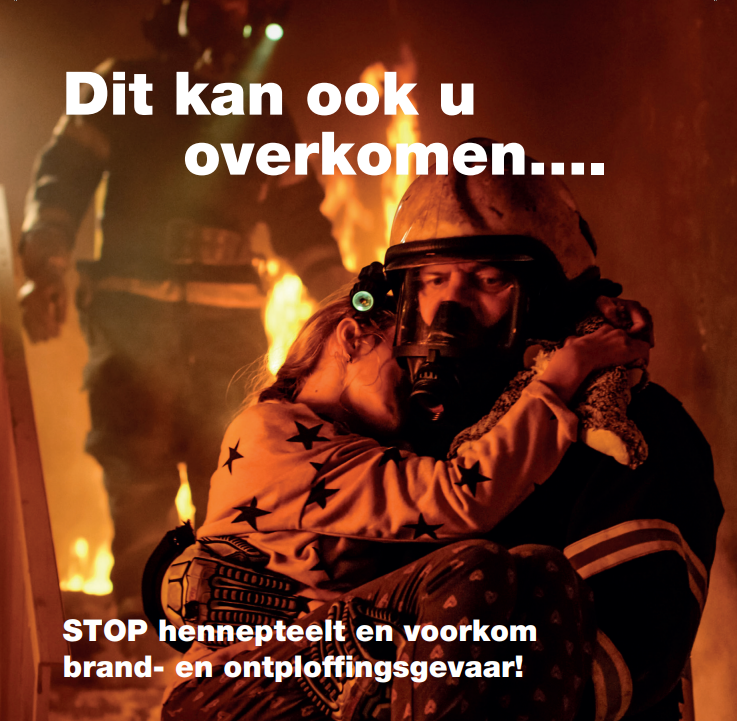 Dit kan ook u
overkomen....
STOP hennepteelt en voorkom
brand- en ontploffingsgevaar!